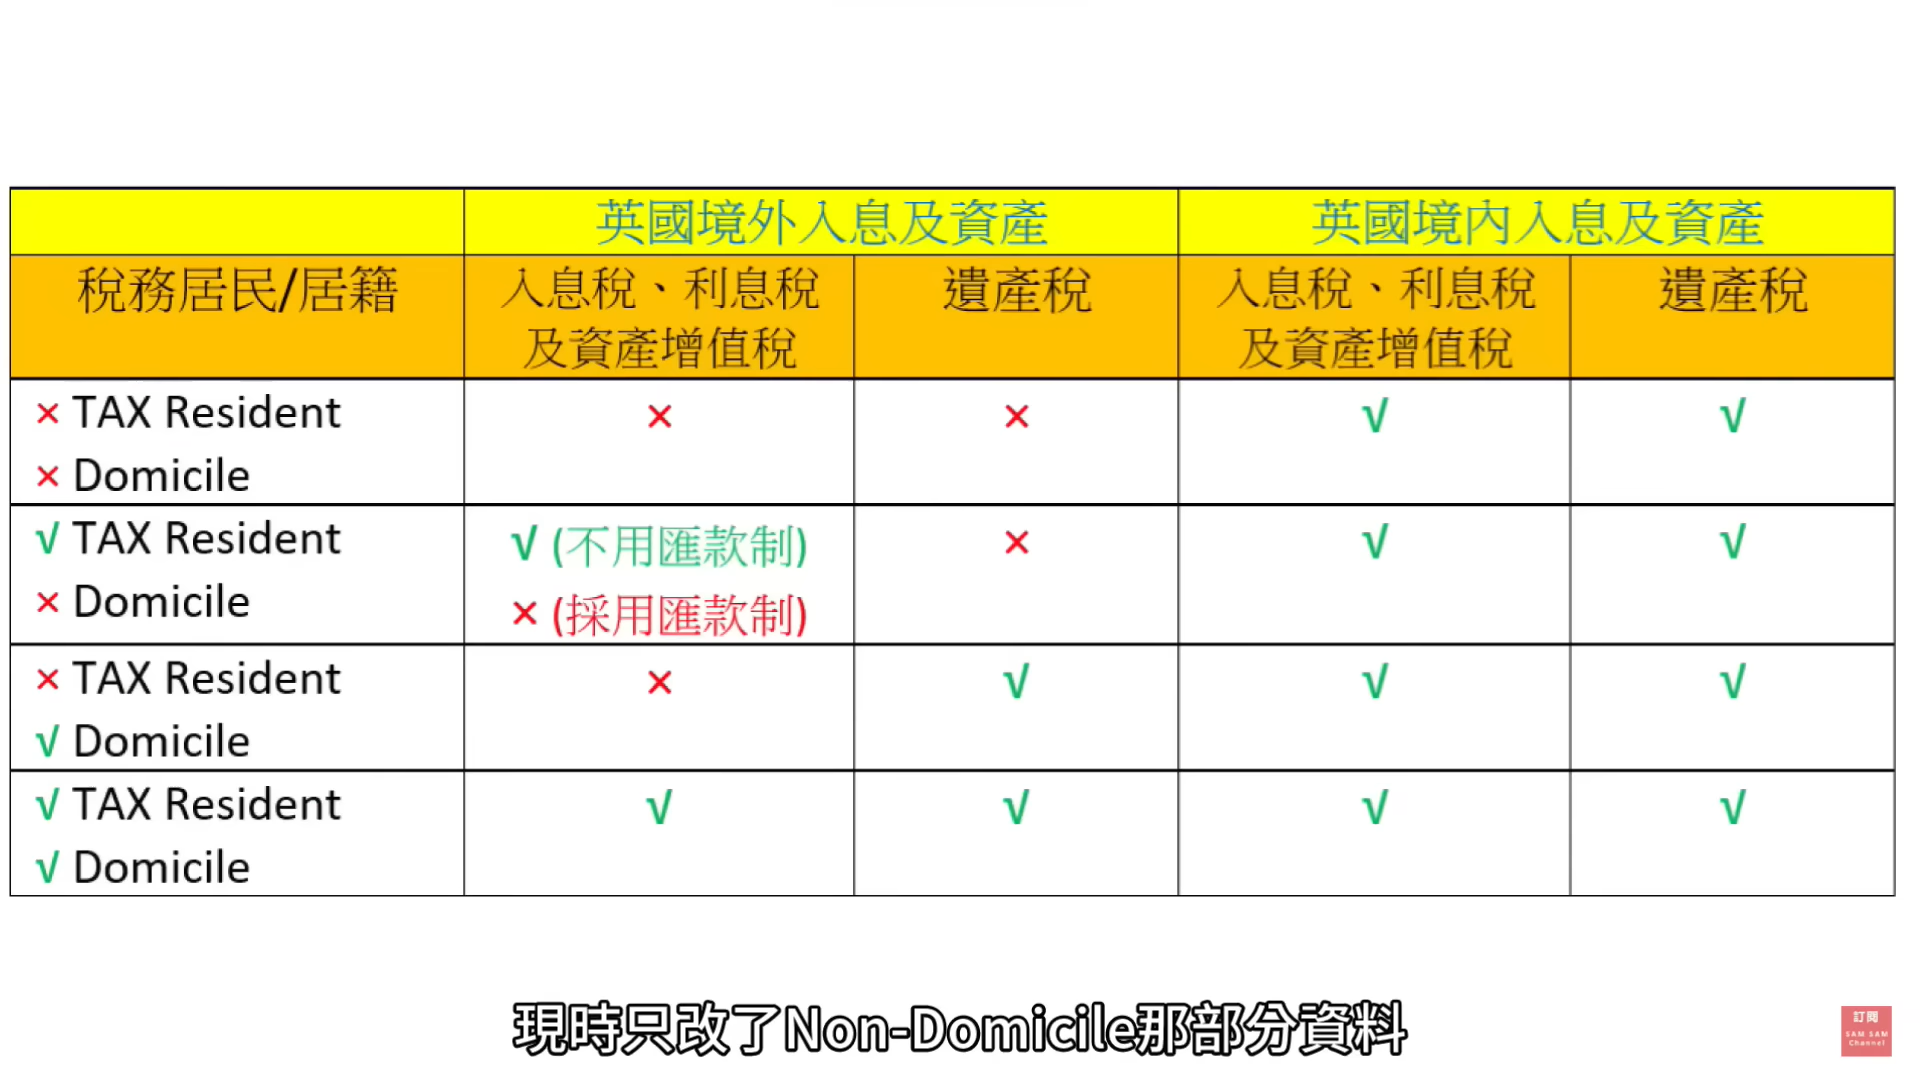 英國境外入息及資產 英國境內入息及資產
稅務居民/居籍 入息稅、利息稅 遺產稅 入息稅、利息稅 遺產稅
及資產增值稅 及資產增值稅
× TAX Resident × × √ √
× Domicile
√ TAX Resident √ (不用匯款制) × √ √
× Domicile × (採用匯款制)
× TAX Resident × √ √ √
√ Domicile
√ TAX Resident √ √ √ √
√ Domicile
現時只改了Non-Domicile那部分資料
訂閱
SAM SAM
Channel